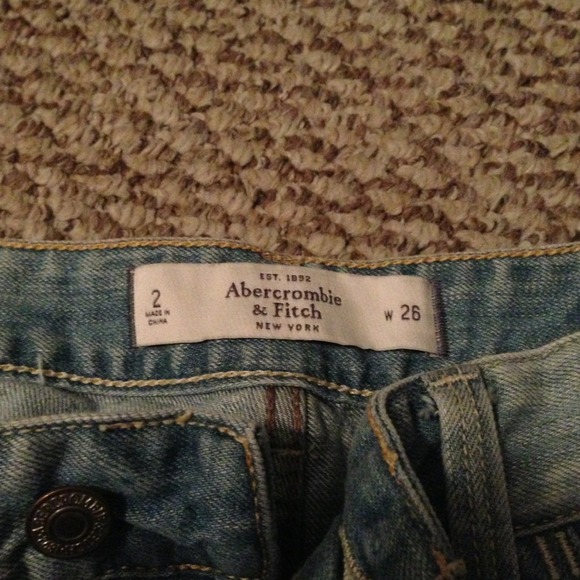 2
MADE IN
CHINA
EST. 1892
Abercrombie
& Fitch
NEW YORK
W 26